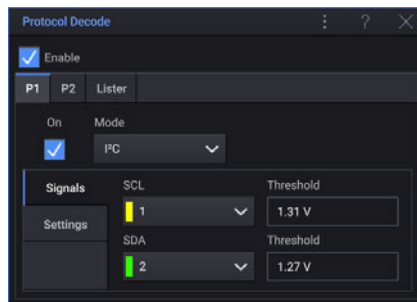 Protocol Decode
Enable
P1 P2 Lister
On Mode
I²C
Signals SCL Threshold
1 1.31 V
Settings
SDA Threshold
2 1.27 V